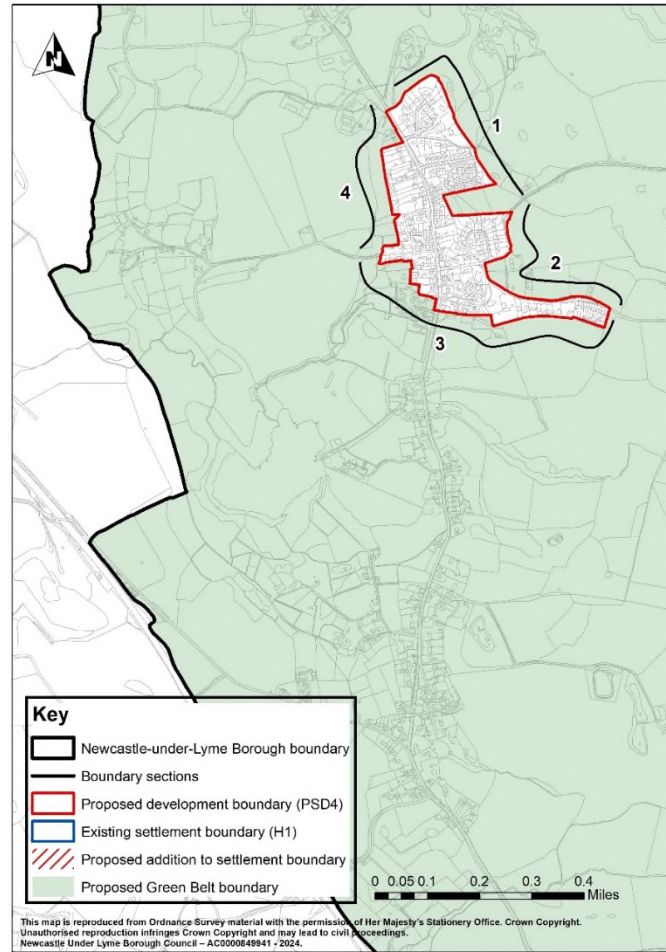 N
1
4
2
3
Key
Newcastle-under-Lyme Borough boundary
Boundary sections
Proposed development boundary (PSD4)
Existing settlement boundary (H1)
Proposed addition to settlement boundary
Proposed Green Belt boundary
0 0.05 0.1 0.2 0.3 0.4
Miles
This map is reproduced from Ordnance Survey material with the permission of Her Majesty's Stationery Office. Crown Copyright.
Unauthorised reproduction infringes Crown Copyright and may lead to civil proceedings.
Newcastle Under Lyme Borough Council – AC0000849941 - 2024.